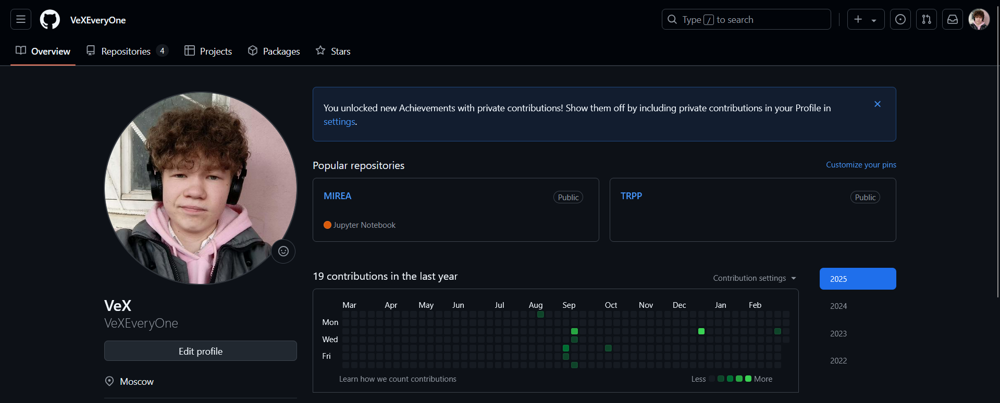 VeXEveryOne
Type / to search
Overview
Repositories 4
Projects
Packages
Stars
You unlocked new Achievements with private contributions! Show them off by including private contributions in your Profile in
settings.
Popular repositories
Customize your pins
MIREA
Public
Jupyter Notebook
TRPP
Public
19 contributions in the last year
Contribution settings
2025
2024
2023
2022
Mar Apr May Jun Jul Aug Sep Oct Nov Dec Jan Feb
Mon
Wed
Fri
Learn how we count contributions
Less More
VeX
VeXEveryOne
Edit profile
Moscow